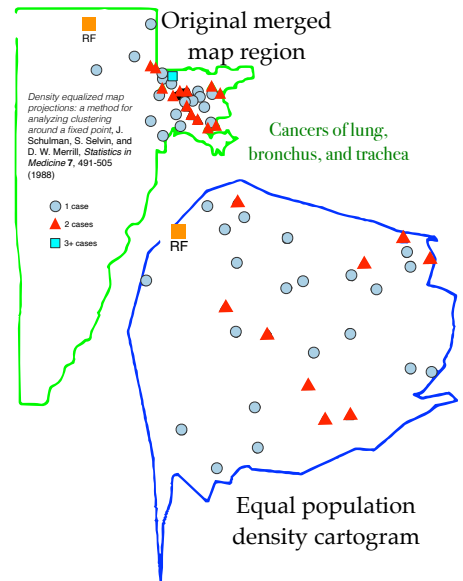 RF
Original merged
map region
Density equalized map
projections: a method for
analyzing clustering
around a fixed point, J.
Schulman, S. Selvin, and
D. W. Merrill, Statistics in
Medicine 7, 491-505
(1988)
1 case
2 cases
3+ cases
Cancers of lung,
bronchus, and trachea
RF
Equal population
density cartogram